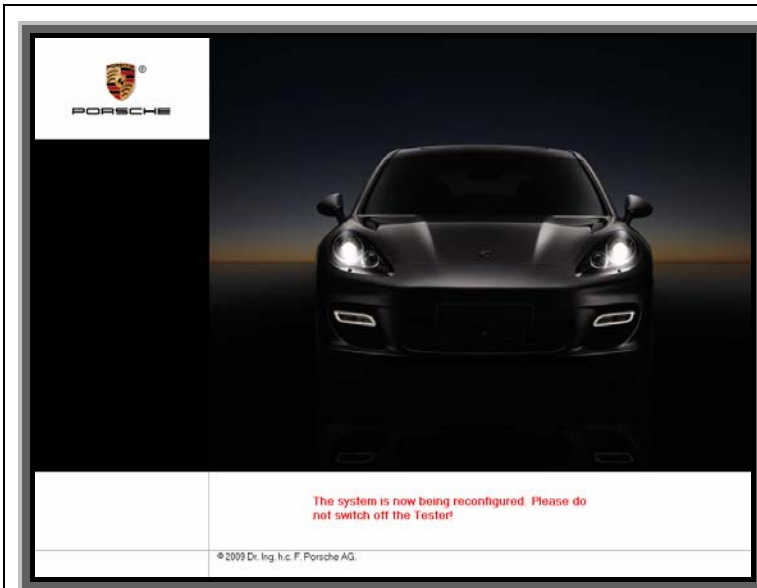 ®
PORSCHE
The system is now being reconfigured. Please do
not switch off the Tester!
© 2009 Dr. Ing. h.c. F. Porsche AG.